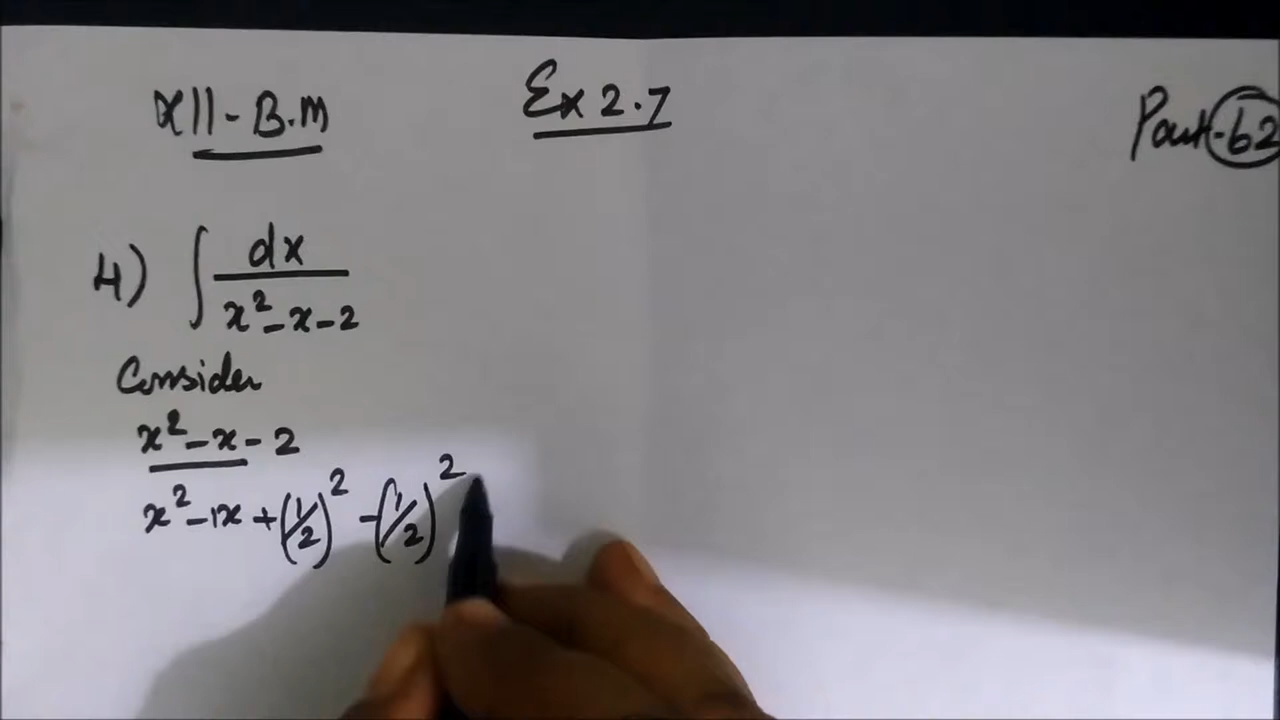 XII - B.M Ex 2.7 Part-62
4) ∫ dx / x² - x - 2
Consider
x² - x - 2
x² - 1x + (1/2)² - (1/2)²